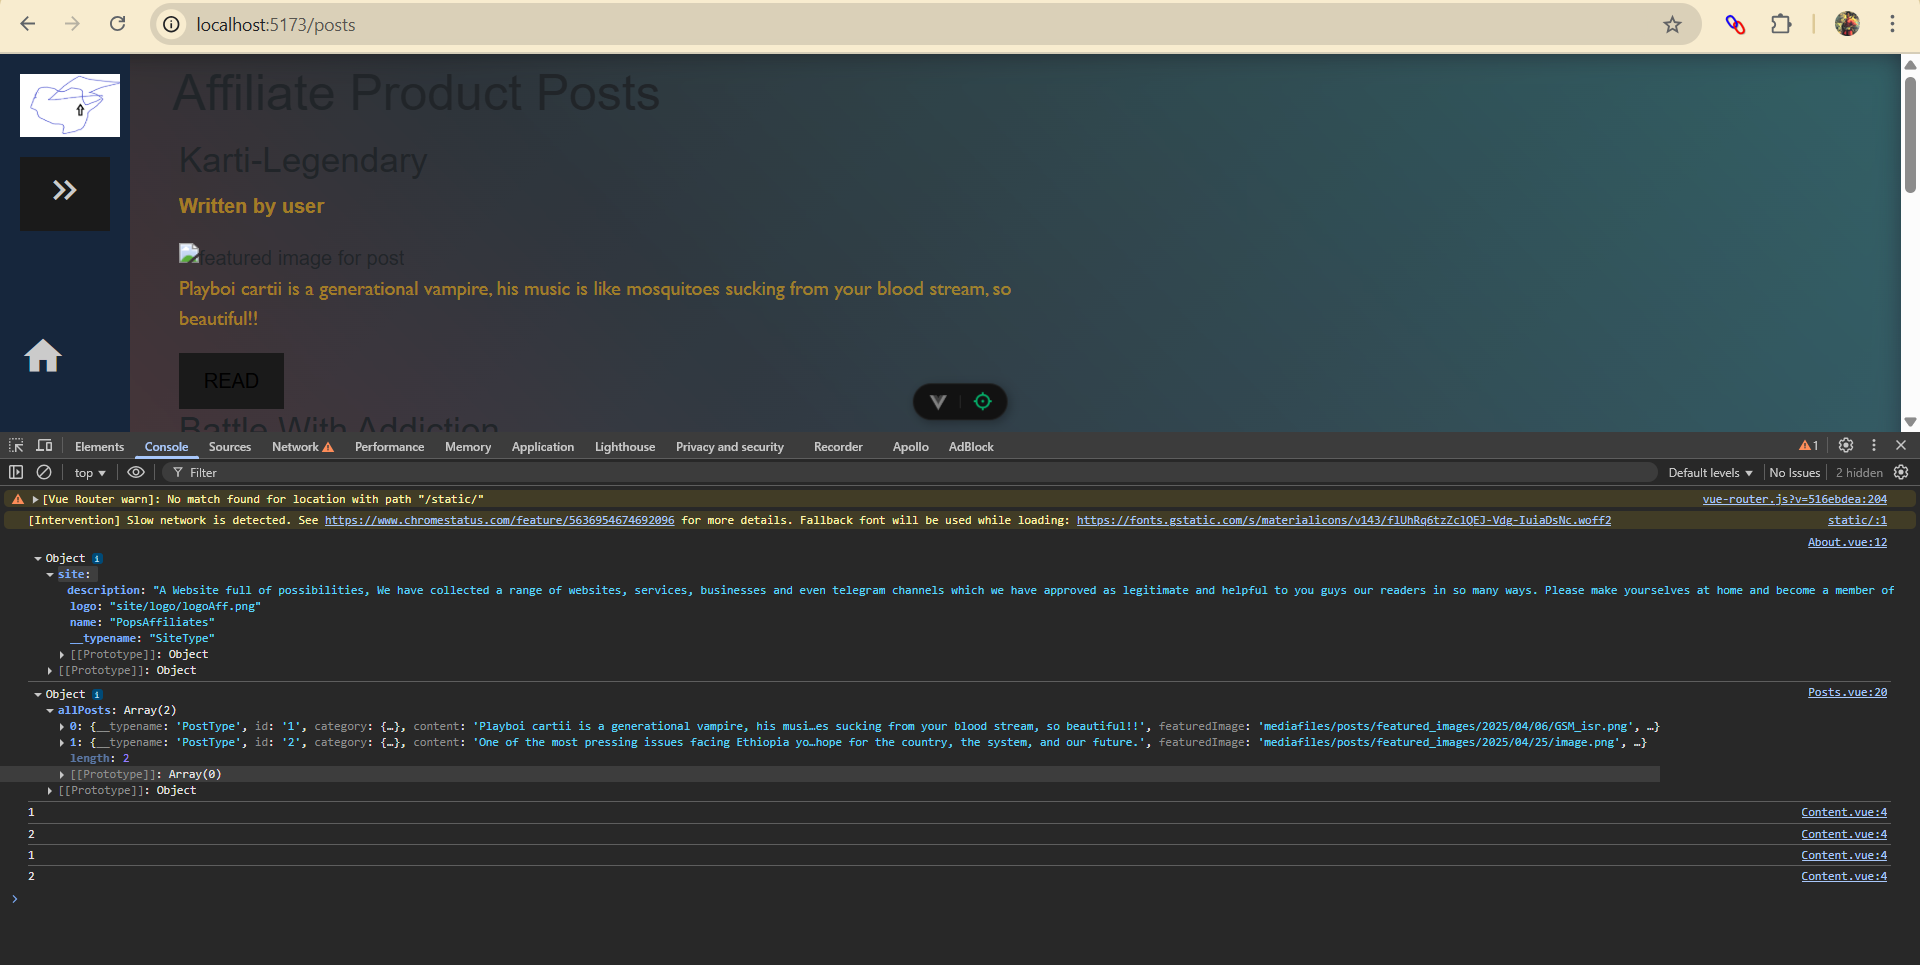 localhost:5173/posts
Affiliate Product Posts
Karti-Legendary
Written by user
featured image for post
Playboi cartii is a generational vampire, his music is like mosquitoes sucking from your blood stream, so
beautiful!!
READ
Battle With Addiction
Elements Console Sources Network Performance Memory Application Lighthouse Privacy and security Recorder Apollo AdBlock 1
top Filter Default levels No Issues 2 hidden
[Vue Router warn]: No match found for location with path "/static/" vue-router.js?v=516ebdea:204
[Intervention] Slow network is detected. See https://www.chromestatus.com/feature/5636954674692096 for more details. Fallback font will be used while loading: https://fonts.gstatic.com/s/materialicons/v143/flUhRq6tzZclQEJ-Vdg-IuiaDsNc.woff2 static/:1
About.vue:12
Object i
site:
description: "A Website full of possibilities, We have collected a range of websites, services, businesses and even telegram channels which we have approved as legitimate and helpful to you guys our readers in so many ways. Please make yourselves at home and become a member of
logo: "site/logo/logoAff.png"
name: "PopsAffiliates"
__typename: "SiteType"
[[Prototype]]: Object
[[Prototype]]: Object
Object i Posts.vue:20
allPosts: Array(2)
0: {__typename: 'PostType', id: '1', category: {…}, content: 'Playboi cartii is a generational vampire, his musi…es sucking from your blood stream, so beautiful!!', featuredImage: 'mediafiles/posts/featured_images/2025/04/06/GSM_isr.png', …}
1: {__typename: 'PostType', id: '2', category: {…}, content: 'One of the most pressing issues facing Ethiopia yo…hope for the country, the system, and our future.', featuredImage: 'mediafiles/posts/featured_images/2025/04/25/image.png', …}
length: 2
[[Prototype]]: Array(0)
[[Prototype]]: Object
1 Content.vue:4
2 Content.vue:4
1 Content.vue:4
2 Content.vue:4